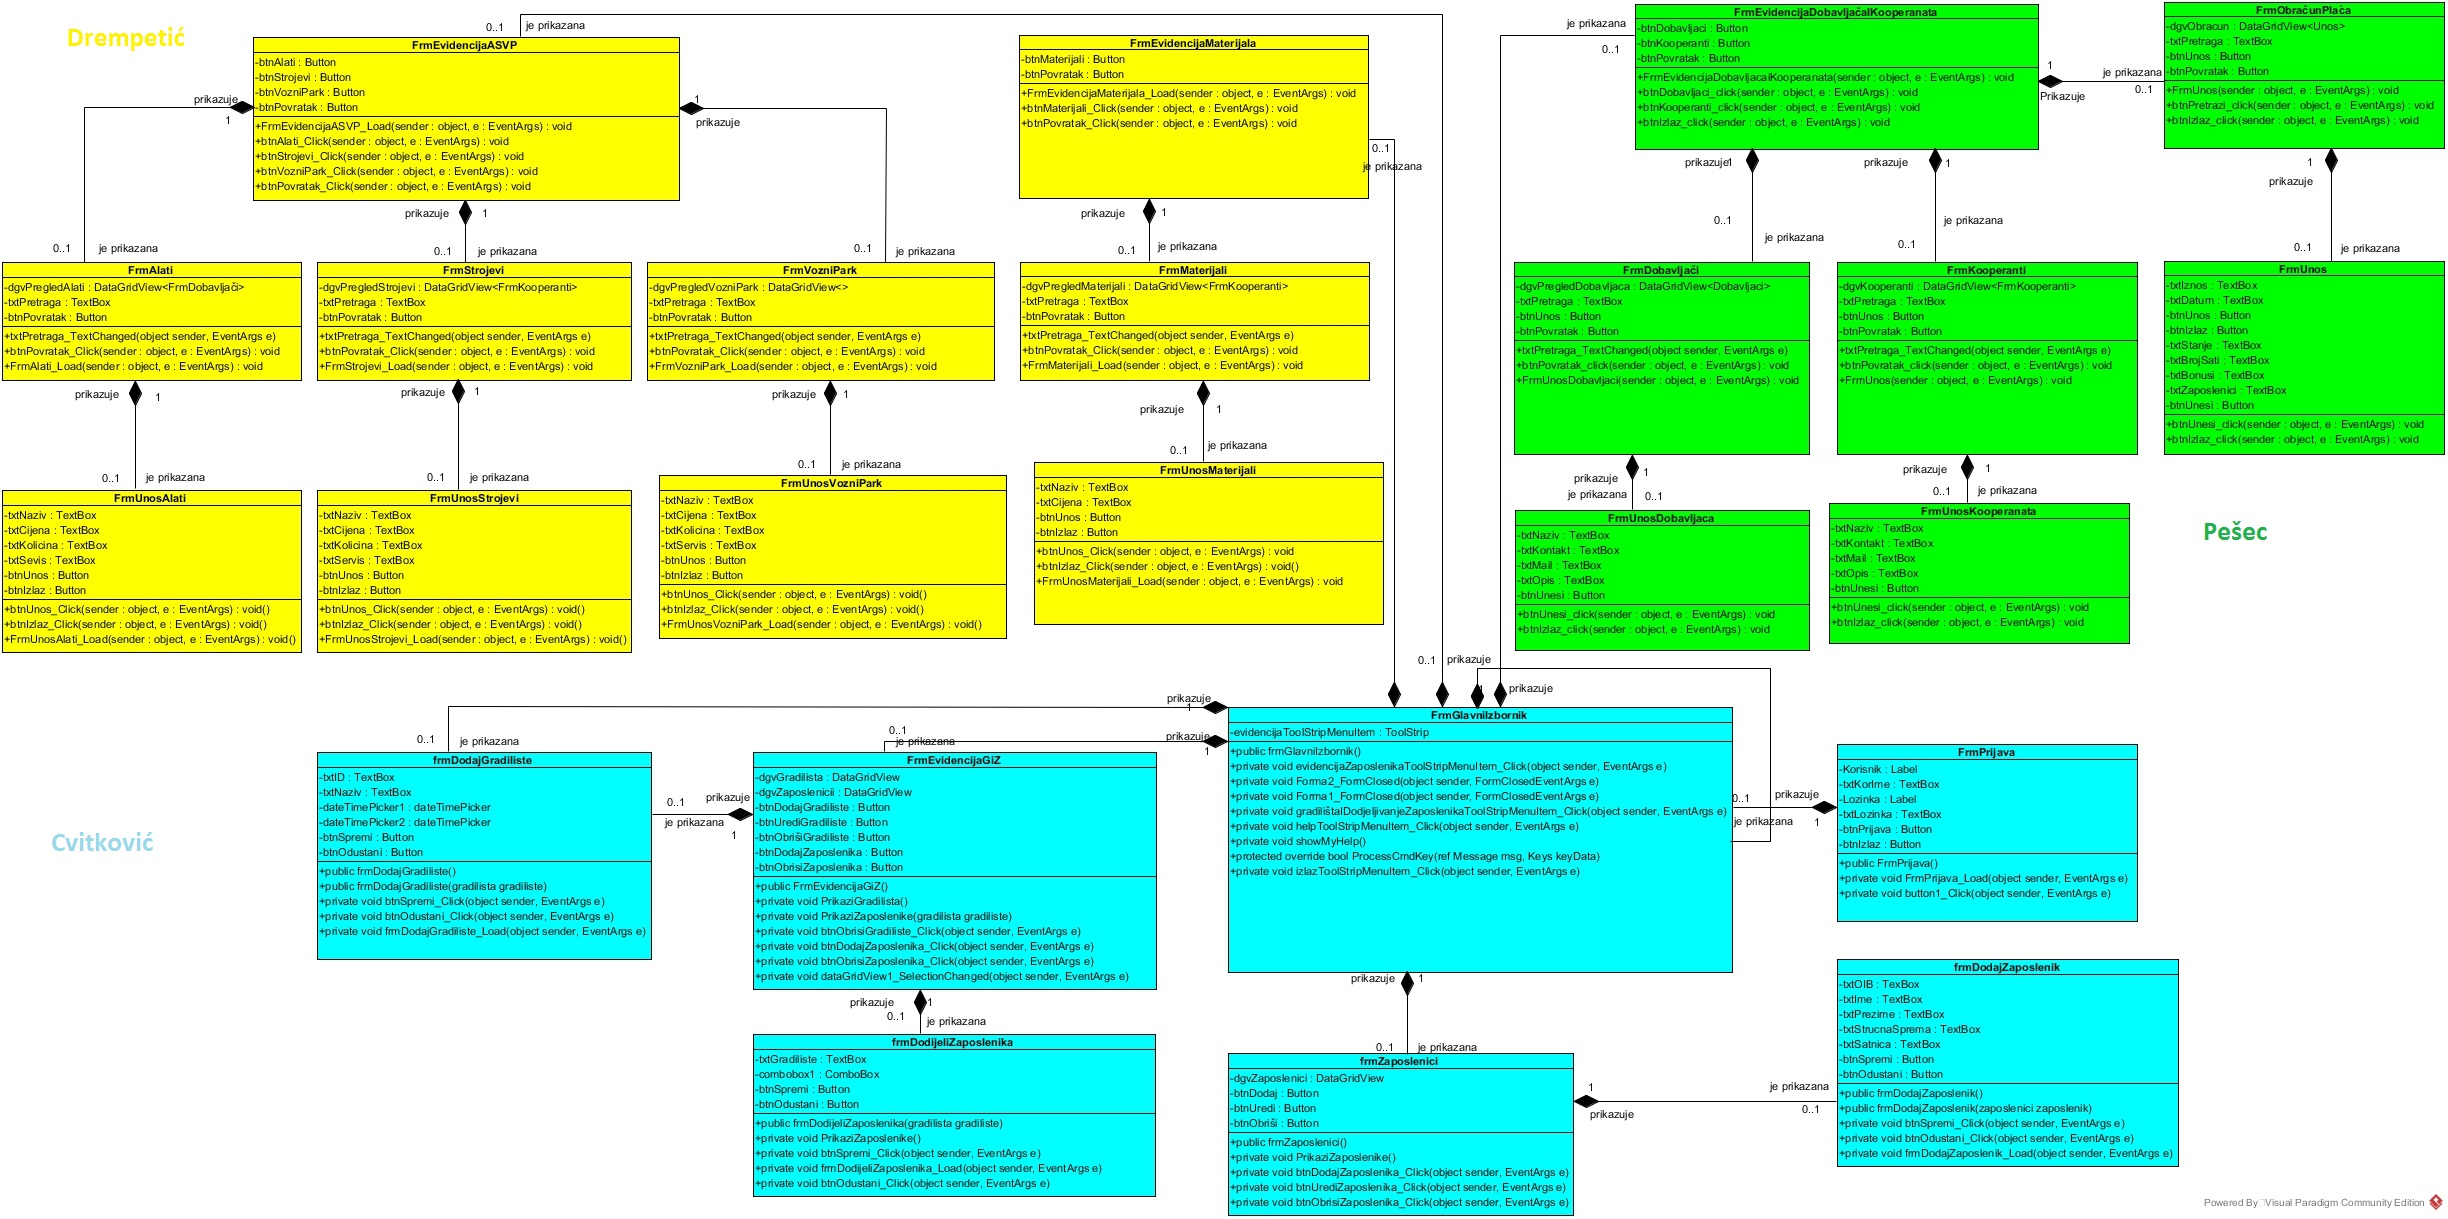 Drempetić
0..1
je prikazana
FrmEvidencijaASVP
-btnAlati : Button
-btnStrojevi : Button
-btnVozniPark : Button
-btnPovratak : Button
+FrmEvidencijaASVP_Load(sender : object, e : EventArgs) : void
+btnAlati_Click(sender : object, e : EventArgs) : void
+btnStrojevi_Click(sender : object, e : EventArgs) : void
+btnVozniPark_Click(sender : object, e : EventArgs) : void
+btnPovratak_Click(sender : object, e : EventArgs) : void
prikazuje
1
1
prikazuje
prikazuje
1
0..1
je prikazana
0..1
je prikazana
0..1
je prikazana
FrmEvidencijaMaterijala
-btnMaterijali : Button
-btnPovratak : Button
+FrmEvidencijaMaterijala_Load(sender : object, e : EventArgs) : void
+btnMaterijali_Click(sender : object, e : EventArgs) : void
+btnPovratak_Click(sender : object, e : EventArgs) : void
0..1
je prikazana
prikazuje
1
0..1
je prikazana
je prikazana
0..1
FrmEvidencijaDobavljačaIKooperanata
-btnDobavljaci : Button
-btnKooperanti : Button
-btnPovratak : Button
+FrmEvidencijaDobavljacaiKooperanata(sender : object, e : EventArgs) : void
+btnDobavljaci_click(sender : object, e : EventArgs) : void
+btnKooperanti_click(sender : object, e : EventArgs) : void
+btnIzlaz_click(sender : object, e : EventArgs) : void
1
Prikazuje
je prikazana
0..1
FrmObračunPlača
-dgvObracun : DataGridView<Unos>
-txtPretraga : TextBox
-btnUnos : Button
-btnPovratak : Button
+FrmUnos(sender : object, e : EventArgs) : void
+btnPretrazi_click(sender : object, e : EventArgs) : void
+btnIzlaz_click(sender : object, e : EventArgs) : void
prikazuje
1
0..1
je prikazana
prikazuje
1
0..1
je prikazana
1
prikazuje
0..1
je prikazana
FrmAlati
-dgvPregledAlati : DataGridView<FrmDobavljači>
-txtPretraga : TextBox
-btnPovratak : Button
+txtPretraga_TextChanged(object sender, EventArgs e)
+btnPovratak_Click(sender : object, e : EventArgs) : void
+FrmAlati_Load(sender : object, e : EventArgs) : void
prikazuje
1
0..1
je prikazana
FrmStrojevi
-dgvPregledStrojevi : DataGridView<FrmKooperanti>
-txtPretraga : TextBox
-btnPovratak : Button
+txtPretraga_TextChanged(object sender, EventArgs e)
+btnPovratak_Click(sender : object, e : EventArgs) : void
+FrmStrojevi_Load(sender : object, e : EventArgs) : void
prikazuje
1
0..1
je prikazana
FrmVozniPark
-dgvPregledVozniPark : DataGridView<>
-txtPretraga : TextBox
-btnPovratak : Button
+txtPretraga_TextChanged(object sender, EventArgs e)
+btnPovratak_Click(sender : object, e : EventArgs) : void
+FrmVozniPark_Load(sender : object, e : EventArgs) : void
prikazuje
1
0..1
je prikazana
FrmMaterijali
-dgvPregledMaterijali : DataGridView<FrmKooperanti>
-txtPretraga : TextBox
-btnPovratak : Button
+txtPretraga_TextChanged(object sender, EventArgs e)
+btnPovratak_Click(sender : object, e : EventArgs) : void
+FrmMaterijali_Load(sender : object, e : EventArgs) : void
prikazuje
1
0..1
je prikazana
FrmDobavljači
-dgvPregledDobavljaca : DataGridView<Dobavljaci>
-txtPretraga : TextBox
-btnUnos : Button
-btnPovratak : Button
+txtPretraga_TextChanged(object sender, EventArgs e)
+btnPovratak_click(sender : object, e : EventArgs) : void
+FrmUnosDobavljaci(sender : object, e : EventArgs) : void
1
prikazuje
je prikazana
0..1
FrmKooperanti
-dgvKooperanti : DataGridView<FrmKooperanti>
-txtPretraga : TextBox
-btnUnos : Button
-btnPovratak : Button
+txtPretraga_TextChanged(object sender, EventArgs e)
+btnPovratak_click(sender : object, e : EventArgs) : void
+FrmUnos(sender : object, e : EventArgs) : void
prikazuje
1
0..1
je prikazana
FrmUnos
-txtIznos : TextBox
-txtDatum : TextBox
-btnUnos : Button
-btnIzlaz : Button
-txtStanje : TextBox
-txtBrojSati : TextBox
-txtBonusi : TextBox
-txtZaposlenici : TextBox
-btnUnesi : Button
+btnUnesi_click(sender : object, e : EventArgs) : void
+btnIzlaz_click(sender : object, e : EventArgs) : void
FrmUnosAlati
-txtNaziv : TextBox
-txtCijena : TextBox
-txtKolicina : TextBox
-txtSevis : TextBox
-btnUnos : Button
-btnIzlaz : Button
+btnUnos_Click(sender : object, e : EventArgs) : void()
+btnIzlaz_Click(sender : object, e : EventArgs) : void()
+FrmUnosAlati_Load(sender : object, e : EventArgs) : void()
FrmUnosStrojevi
-txtNaziv : TextBox
-txtCijena : TextBox
-txtKolicina : TextBox
-txtServis : TextBox
-btnUnos : Button
-btnIzlaz : Button
+btnUnos_Click(sender : object, e : EventArgs) : void()
+btnIzlaz_Click(sender : object, e : EventArgs) : void()
+FrmUnosStrojevi_Load(sender : object, e : EventArgs) : void()
FrmUnosVozniPark
-txtNaziv : TextBox
-txtCijena : TextBox
-txtKolicina : TextBox
-txtServis : TextBox
-btnUnos : Button
-btnIzlaz : Button
+btnUnos_Click(sender : object, e : EventArgs) : void()
+btnIzlaz_Click(sender : object, e : EventArgs) : void()
+FrmUnosVozniPark_Load(sender : object, e : EventArgs) : void()
FrmUnosMaterijali
-txtNaziv : TextBox
-txtCijena : TextBox
-btnUnos : Button
-btnIzlaz : Button
+btnUnos_Click(sender : object, e : EventArgs) : void
+btnIzlaz_Click(sender : object, e : EventArgs) : void()
+FrmUnosMaterijali_Load(sender : object, e : EventArgs) : void
FrmUnosDobavljaca
-txtNaziv : TextBox
-txtKontakt : TextBox
-txtMail : TextBox
-txtOpis : TextBox
-btnUnesi : Button
+btnUnesi_click(sender : object, e : EventArgs) : void
+btnIzlaz_click(sender : object, e : EventArgs) : void
FrmUnosKooperanata
-txtNaziv : TextBox
-txtKontakt : TextBox
-txtMail : TextBox
-txtOpis : TextBox
-btnUnesi : Button
+btnUnesi_click(sender : object, e : EventArgs) : void
+btnIzlaz_click(sender : object, e : EventArgs) : void
Pešec
0..1
prikazuje
1
prikazuje
prikazuje
1
0..1
je prikazana
0..1
je prikazana
prikazuje
1
Cvitković
frmDodajGradiliste
-txtID : TextBox
-txtNaziv : TextBox
-dateTimePicker1 : dateTimePicker
-dateTimePicker2 : dateTimePicker
-btnSpremi : Button
-btnOdustani : Button
+public frmDodajGradiliste()
+public frmDodajGradiliste(gradilista gradiliste)
+private void btnSpremi_Click(object sender, EventArgs e)
+private void btnOdustani_Click(object sender, EventArgs e)
+private void frmDodajGradiliste_Load(object sender, EventArgs e)
0..1
je prikazana
prikazuje
1
FrmEvidencijaGiZ
-dgvGradilista : DataGridView
-dgvZaposlenicii : DataGridView
-btnDodajGradiliste : Button
-btnUrediGradiliste : Button
-btnObrišiGradiliste : Button
-btnDodajZaposlenika : Button
-btnObrisiZaposlenika : Button
+public FrmEvidencijaGiZ()
+private void PrikaziGradilista()
+private void PrikaziZaposlenike(gradilista gradiliste)
+private void btnObrisiGradiliste_Click(object sender, EventArgs e)
+private void btnDodajZaposlenika_Click(object sender, EventArgs e)
+private void btnObrisiZaposlenika_Click(object sender, EventArgs e)
+private void dataGridView1_SelectionChanged(object sender, EventArgs e)
prikazuje
1
0..1
je prikazana
FrmGlavniIzbornik
-evidencijaToolStripMenuItem : ToolStrip
+public frmGlavniIzbornik()
+private void evidencijaZaposlenikaToolStripMenuItem_Click(object sender, EventArgs e)
+private void Forma2_FormClosed(object sender, FormClosedEventArgs e)
+private void Forma1_FormClosed(object sender, FormClosedEventArgs e)
+private void gradilištaIDodjeljivanjeZaposlenikaToolStripMenuItem_Click(object sender, EventArgs e)
+private void helpToolStripMenuItem_Click(object sender, EventArgs e)
+private void showMyHelp()
+protected override bool ProcessCmdKey(ref Message msg, Keys keyData)
+private void izlazToolStripMenuItem_Click(object sender, EventArgs e)
0..1
je prikazana
prikazuje
1
FrmPrijava
-Korisnik : Label
-txtKorIme : TextBox
-Lozinka : Label
-txtLozinka : TextBox
-btnPrijava : Button
-btnIzlaz : Button
+public FrmPrijava()
+private void FrmPrijava_Load(object sender, EventArgs e)
+private void button1_Click(object sender, EventArgs e)
prikazuje
1
0..1
je prikazana
frmDodijeliZaposlenika
-txtGradiliste : TextBox
-combobox1 : ComboBox
-btnSpremi : Button
-btnOdustani : Button
+public frmDodijeliZaposlenika(gradilista gradiliste)
+private void PrikaziZaposlenike()
+private void btnSpremi_Click(object sender, EventArgs e)
+private void frmDodijeliZaposlenika_Load(object sender, EventArgs e)
+private void btnOdustani_Click(object sender, EventArgs e)
frmZaposlenici
-dgvZaposlenici : DataGridView
-btnDodaj : Button
-btnUredi : Button
-btnObriši : Button
+public frmZaposlenici()
+private void PrikaziZaposlenike()
+private void btnDodajZaposlenika_Click(object sender, EventArgs e)
+private void btnUrediZaposlenika_Click(object sender, EventArgs e)
+private void btnObrisiZaposlenika_Click(object sender, EventArgs e)
1
prikazuje
je prikazana
0..1
frmDodajZaposlenik
-txtOIB : TexBox
-txtIme : TextBox
-txtPrezime : TextBox
-txtStrucnaSprema : TextBox
-txtSatnica : TextBox
-btnSpremi : Button
-btnOdustani : Button
+public frmDodajZaposlenik()
+public frmDodajZaposlenik(zaposlenici zaposlenik)
+private void btnSpremi_Click(object sender, EventArgs e)
+private void btnOdustani_Click(object sender, EventArgs e)
+private void frmDodajZaposlenik_Load(object sender, EventArgs e)
Powered By Visual Paradigm Community Edition